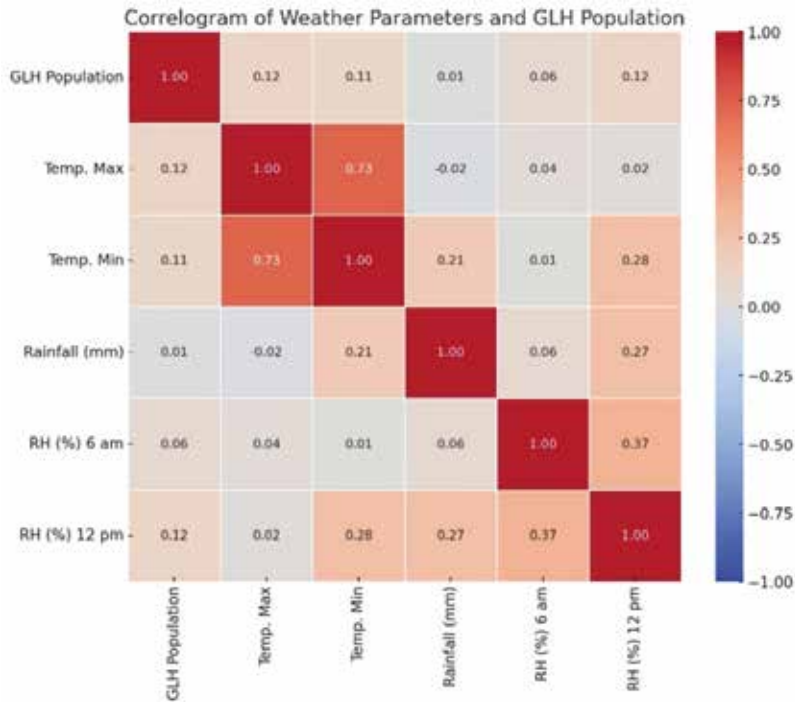 Correlogram of Weather Parameters and GLH Population
GLH Population 1.00 0.12 0.11 0.01 0.06 0.12
Temp. Max 0.12 1.00 0.73 -0.02 0.04 0.02
Temp. Min 0.11 0.73 1.00 0.21 0.01 0.28
Rainfall (mm) 0.01 -0.02 0.21 1.00 0.06 0.27
RH (%) 6 am 0.06 0.04 0.01 0.06 1.00 0.37
RH (%) 12 pm 0.12 0.02 0.28 0.27 0.37 1.00
GLH Population
Temp. Max
Temp. Min
Rainfall (mm)
RH (%) 6 am
RH (%) 12 pm
1.00
0.75
0.50
0.25
0.00
−0.25
−0.50
−0.75
−1.00